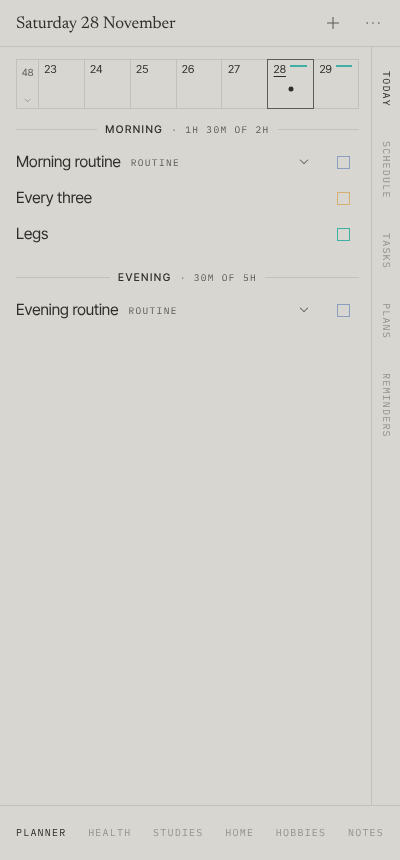 Saturday 28 November
48 23 24 25 26 27 28 29
MORNING · 1H 30M OF 2H
Morning routine ROUTINE
Every three
Legs
EVENING · 30M OF 5H
Evening routine ROUTINE
TODAY
SCHEDULE
TASKS
PLANS
REMINDERS
PLANNER HEALTH STUDIES HOME HOBBIES NOTES